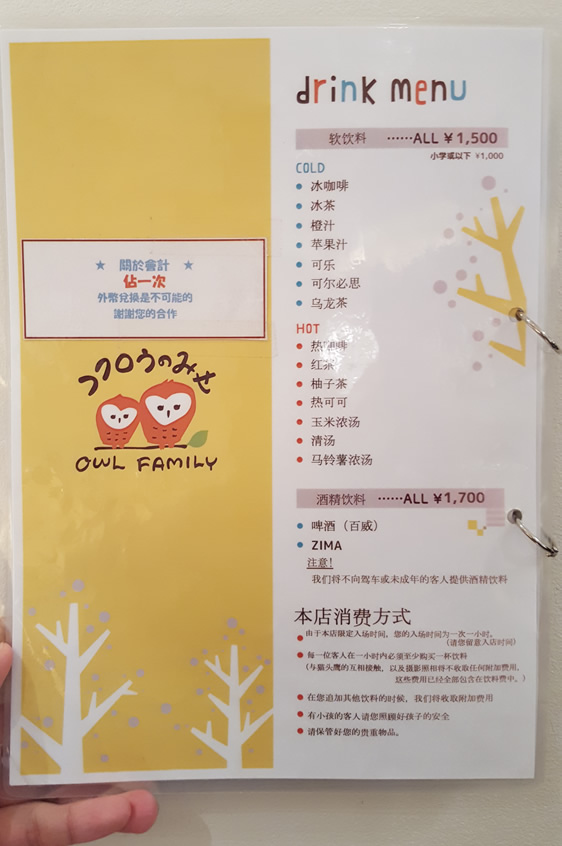 drink menu
软饮料 ……ALL ¥1,500
小学或以下 ¥1,000
COLD
冰咖啡
冰茶
橙汁
苹果汁
可乐
可尔必思
乌龙茶
HOT
热咖啡
红茶
柚子茶
热可可
玉米浓汤
清汤
马铃薯浓汤
酒精饮料 ……ALL ¥1,700
啤酒（百威）
ZIMA
注意!
我们将不向驾车或未成年的客人提供酒精饮料
本店消费方式
由于本店限定入场时间，您的入场时间为一次一小时。
（请您留意入店时间）
每一位客人在一小时内必须至少购买一杯饮料
（与猫头鹰的互相接触，以及摄影照相将不收取任何附加费用。
这些费用已经全部包含在饮料费中。）
在您追加其他饮料的时候，我们将收取附加费用
有小孩的客人请您照顾好孩子的安全
请保管好您的贵重物品。
★ 關於會計 ★
佔一次
外幣兌換是不可能的
謝謝您的合作
フクロウのみせ
OWL FAMILY